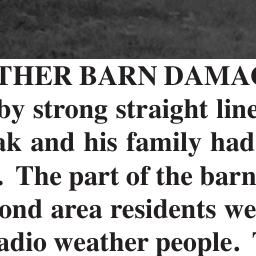 THER BARN DAMAG
by strong straight line
ak and his family had
. The part of the barn
ond area residents we
adio weather people.